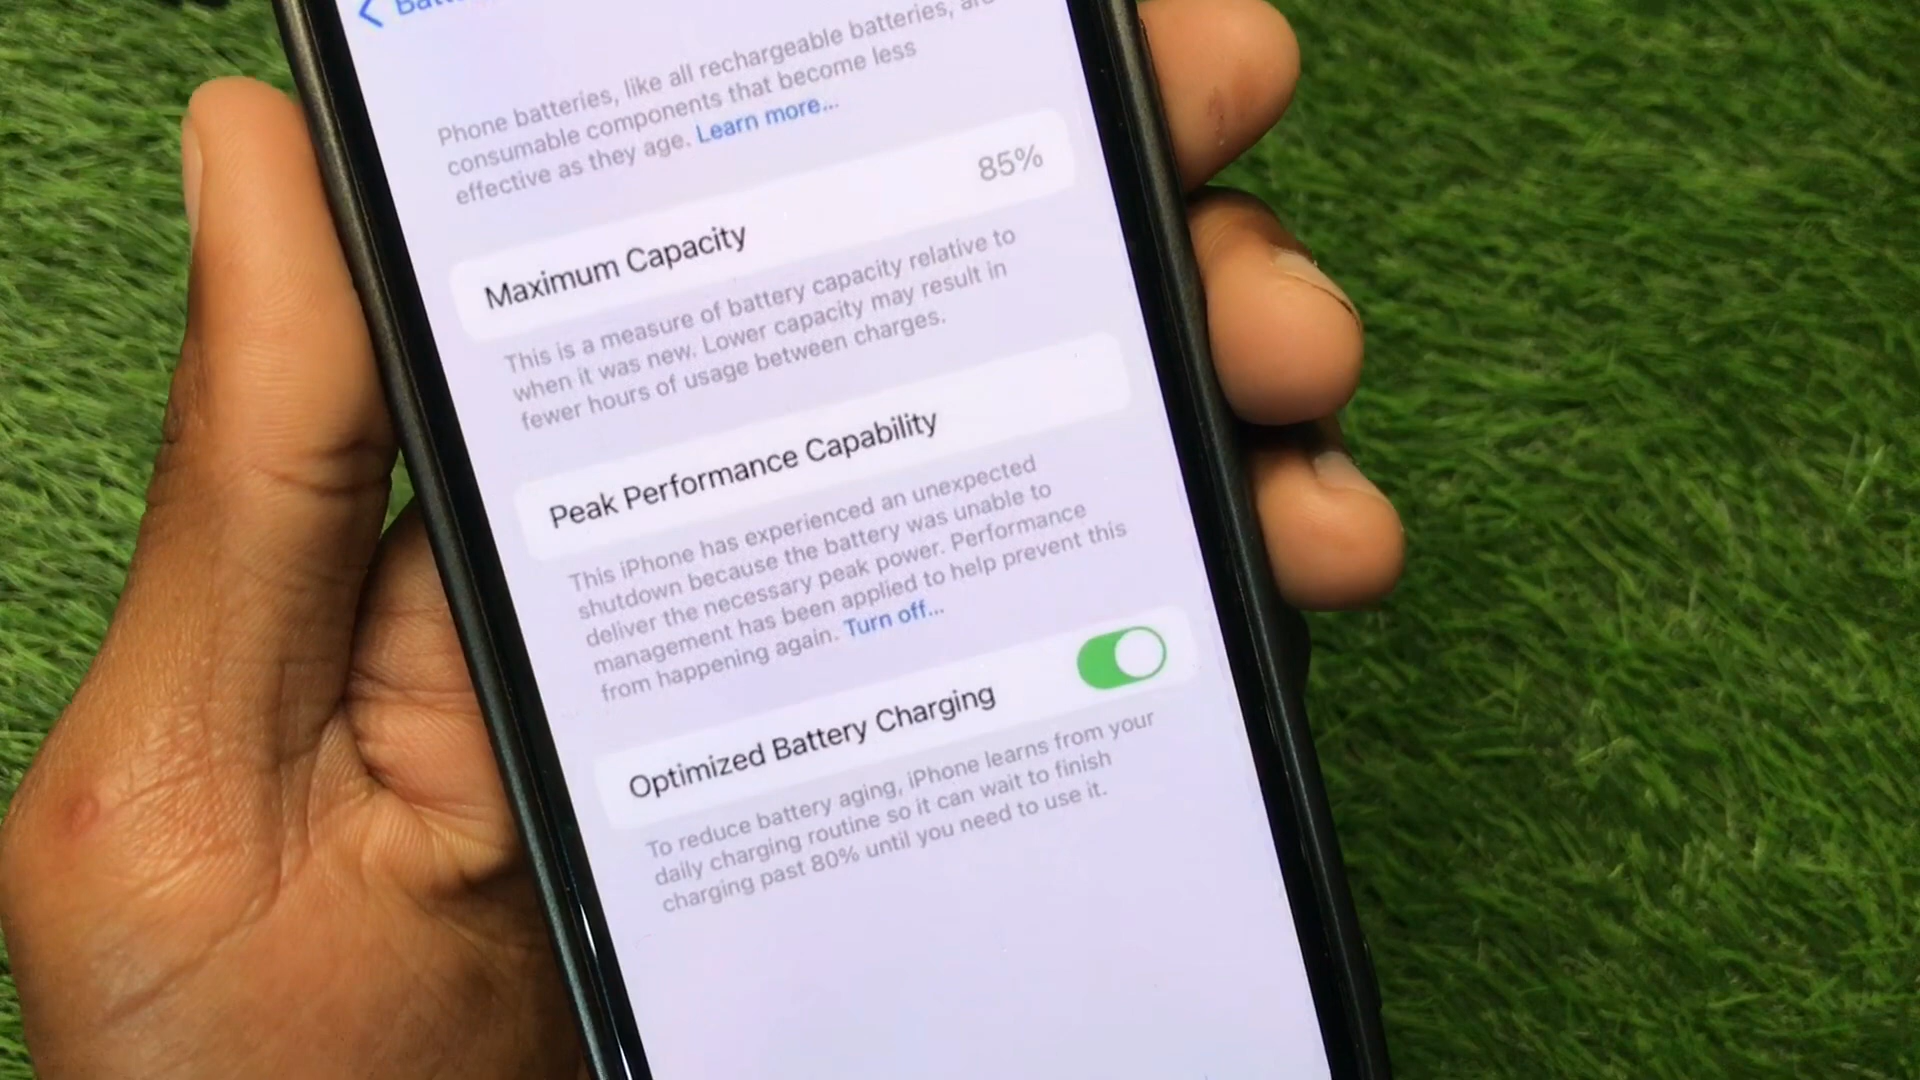 Phone batteries, like all rechargeable batteries, are
consumable components that become less
effective as they age. Learn more...
Maximum Capacity 85%
This is a measure of battery capacity relative to
when it was new. Lower capacity may result in
fewer hours of usage between charges.
Peak Performance Capability
This iPhone has experienced an unexpected
shutdown because the battery was unable to
deliver the necessary peak power. Performance
management has been applied to help prevent this
from happening again. Turn off...
Optimized Battery Charging
To reduce battery aging, iPhone learns from your
daily charging routine so it can wait to finish
charging past 80% until you need to use it.